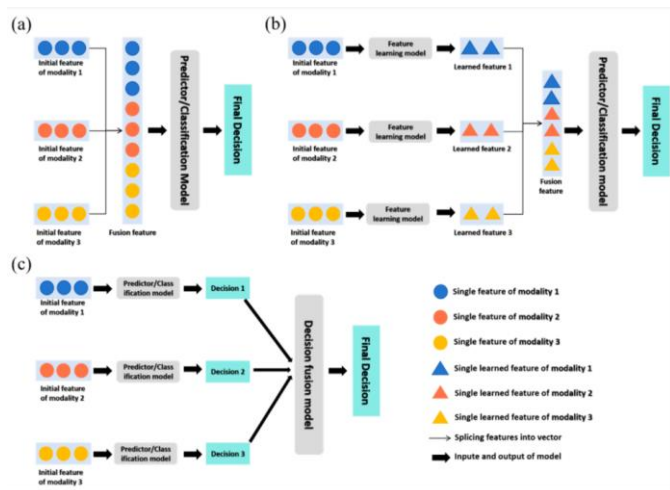 (a)
Initial feature
of modality 1
Initial feature
of modality 2
Initial feature
of modality 3
Fusion feature
Predictor/Classification Model
Final Decision
(b)
Initial feature
of modality 1
Feature
learning model
Learned feature 1
Initial feature
of modality 2
Feature
learning model
Learned feature 2
Initial feature
of modality 3
Feature
learning model
Learned feature 3
Fusion
feature
Predictor/Classification model
Final Decision
(c)
Initial feature
of modality 1
Predictor/Class
ification model
Decision 1
Initial feature
of modality 2
Predictor/Class
ification model
Decision 2
Initial feature
of modality 3
Predictor/Class
ification model
Decision 3
Decision fusion model
Final Decision
Single feature of modality 1
Single feature of modality 2
Single feature of modality 3
Single learned feature of modality 1
Single learned feature of modality 2
Single learned feature of modality 3
Splicing features into vector
Inpute and output of model